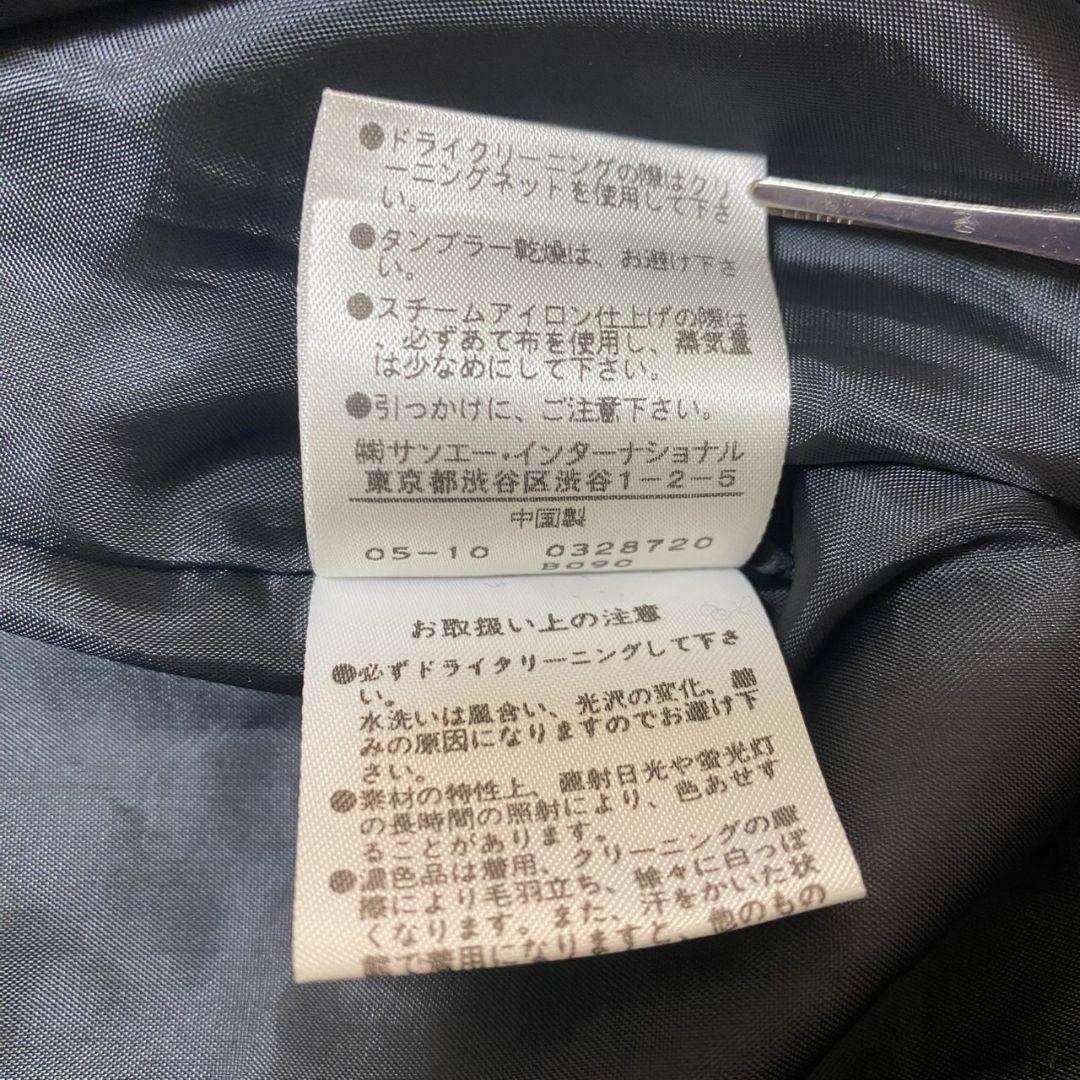 ●ドライクリーニングの際はクリ
ーニングネットを使用して下さ
い。
●タンブラー乾燥は、お避け下さ
い。
●スチームアイロン仕上げの際は
、必ずあて布を使用し、蒸気量
は少なめにして下さい。
●引っかけに、ご注意下さい。
㈱サンエー・インターナショナル
東京都渋谷区渋谷1-2-5
中国製
05-10 0328720
B090
お取扱い上の注意
●必ずドライクリーニングして下さ
い。
水洗いは風合い、光沢の変化、縮
みの原因になりますのでお避け下
さい。
●素材の特性上、直射日光や蛍光灯
の長時間の照射により、色あせす
ることがあります。
●濃色品は着用、クリーニングの摩
擦により毛羽立ち、徐々に白っぽ
くなります。また、汗をかいた状
態で着用になりますと、他のもの